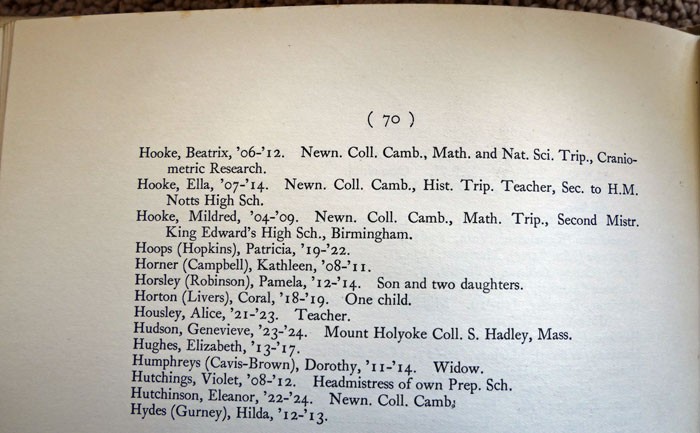 ( 70 )
Hooke, Beatrix, '06-'12. Newn. Coll. Camb., Math. and Nat. Sci. Trip., Cranio-
metric Research.
Hooke, Ella, '07-'14. Newn. Coll. Camb., Hist. Trip. Teacher, Sec. to H.M.
Notts High Sch.
Hooke, Mildred, '04-'09. Newn. Coll. Camb., Math. Trip., Second Mistr.
King Edward's High Sch., Birmingham.
Hoops (Hopkins), Patricia, '19-'22.
Horner (Campbell), Kathleen, '08-'11.
Horsley (Robinson), Pamela, '12-'14. Son and two daughters.
Horton (Livers), Coral, '18-'19. One child.
Housley, Alice, '21-'23. Teacher.
Hudson, Genevieve, '23-'24. Mount Holyoke Coll. S. Hadley, Mass.
Hughes, Elizabeth, '13-'17.
Humphreys (Cavis-Brown), Dorothy, '11-'14. Widow.
Hutchings, Violet, '08-'12. Headmistress of own Prep. Sch.
Hutchinson, Eleanor, '22-'24. Newn. Coll. Camb;
Hydes (Gurney), Hilda, '12-'13.